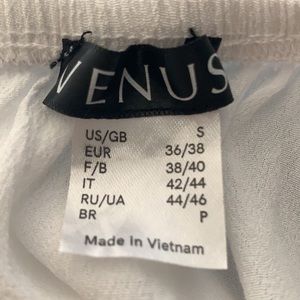 VENUS
US/GB S
EUR 36/38
F/B 38/40
IT 42/44
RU/UA 44/46
BR P
Made in Vietnam